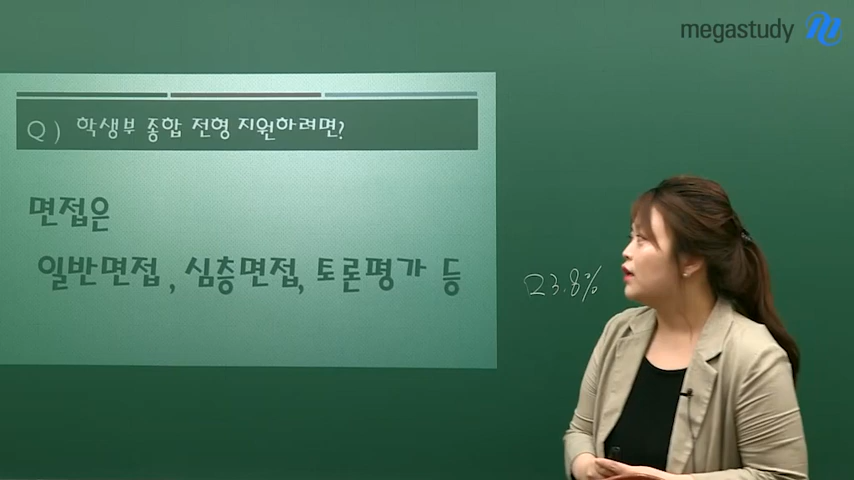 megastudy
Q) 학생부 종합 전형 지원하려면?
면접은
일반면접, 심층면접, 토론평가 등
23.8%